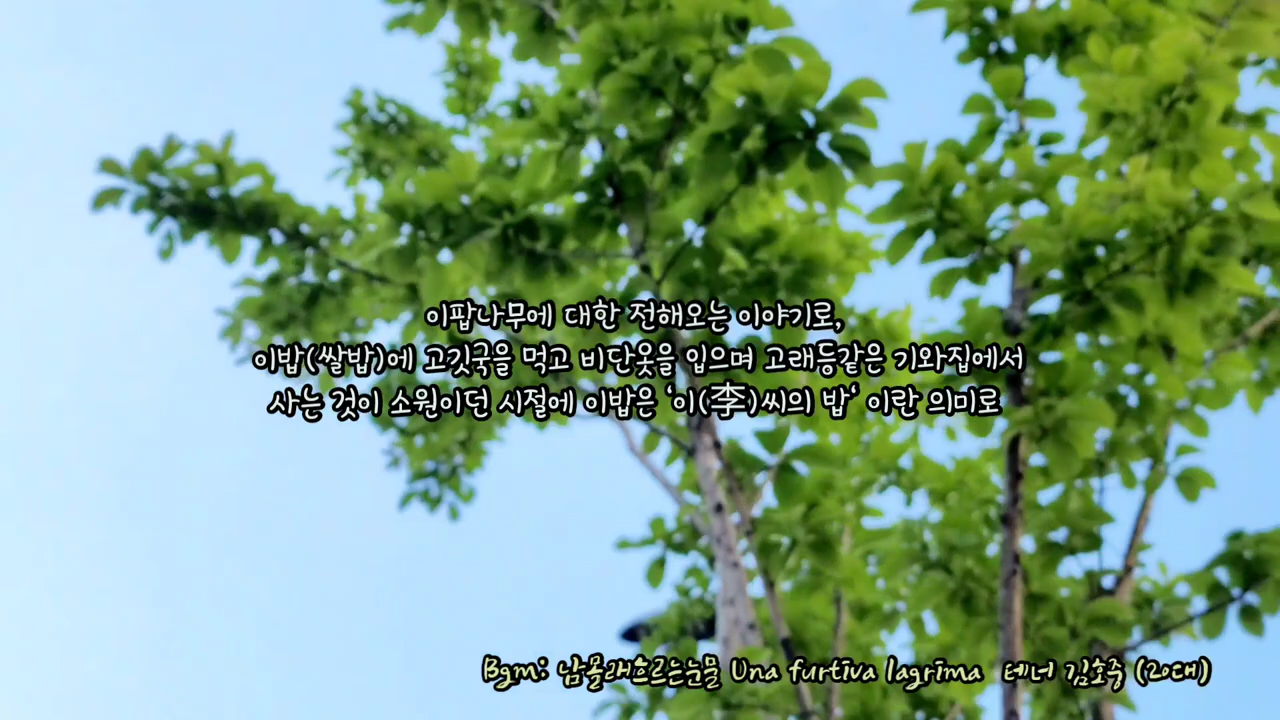 이팝나무에 대한 전해오는 이야기로,
이밥(쌀밥)에 고깃국을 먹고 비단옷을 입으며 고래등같은 기와집에서
사는 것이 소원이던 시절에 이밥은 ‘이(李)씨의 밥‘ 이란 의미로
Bgm: 남몰래흐르는눈물 Una furtiva lagrima 테너 김호중 (20대)